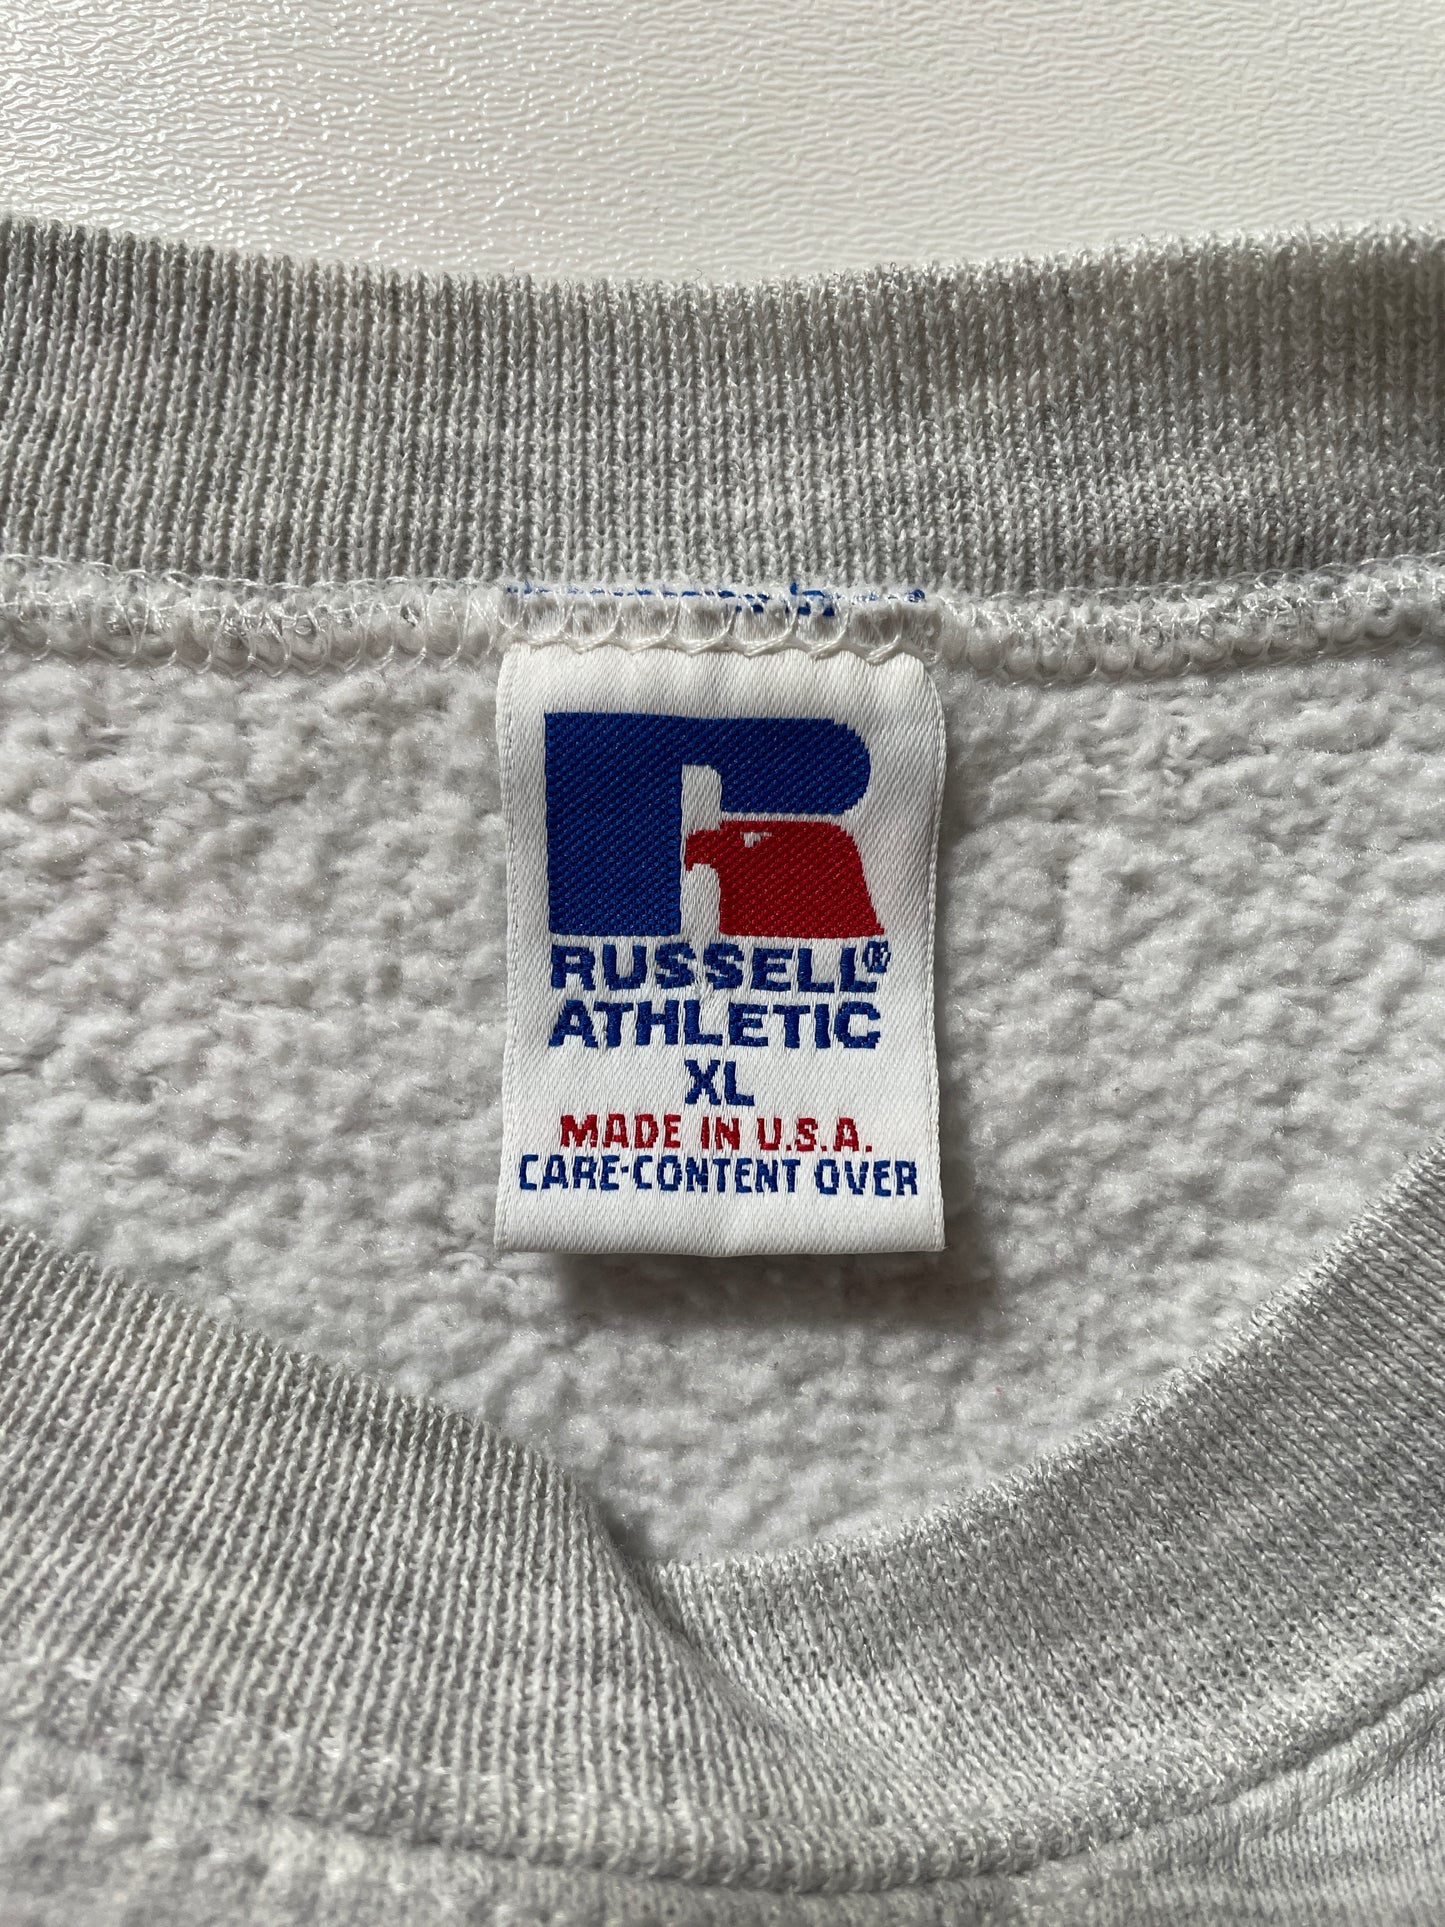 RUSSELL®
ATHLETIC
XL
MADE IN U.S.A.
CARE-CONTENT OVER